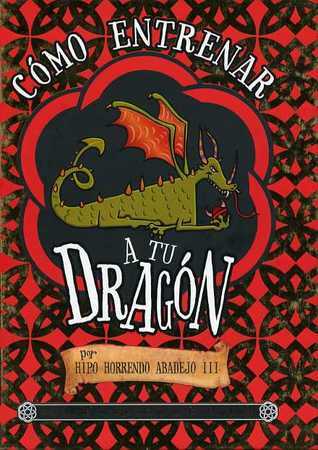 CÓMO ENTRENAR
A TU
DRAGÓN
por
HIPO HORRENDO ABADEJO III